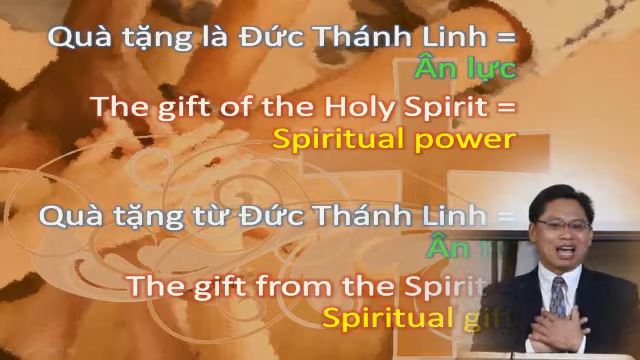 Quà tặng là Đức Thánh Linh =
Ân lực
The gift of the Holy Spirit =
Spiritual power
Quà tặng từ Đức Thánh Linh =
Ân
The gift from the Spirit =
Spiritual gift